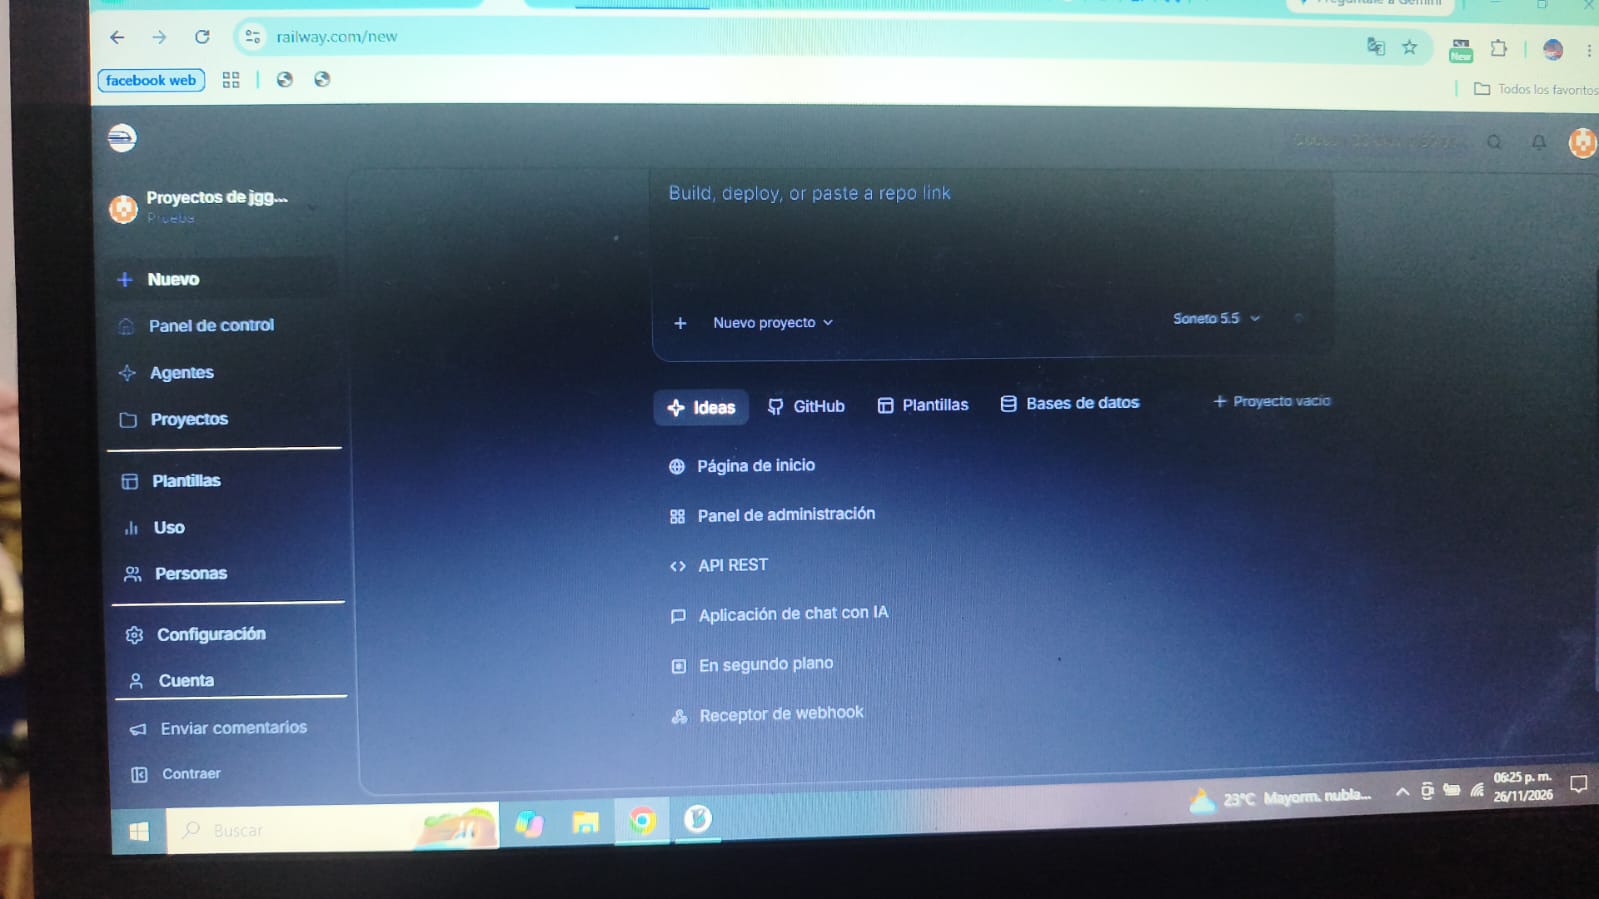 railway.com/new
New
facebook web
Todos los favoritos
Proyectos de jgg...
Prueba
Build, deploy, or paste a repo link
Nuevo
Panel de control
Nuevo proyecto
Soneto 5.5
Agentes
Proyectos
Ideas
GitHub
Plantillas
Bases de datos
+ Proyecto vacío
Página de inicio
Plantillas
Panel de administración
Uso
API REST
Personas
Aplicación de chat con IA
Configuración
En segundo plano
Cuenta
Receptor de webhook
Enviar comentarios
Contraer
Buscar
23°C Mayorm. nubla...
06:25 p. m.
26/11/2026